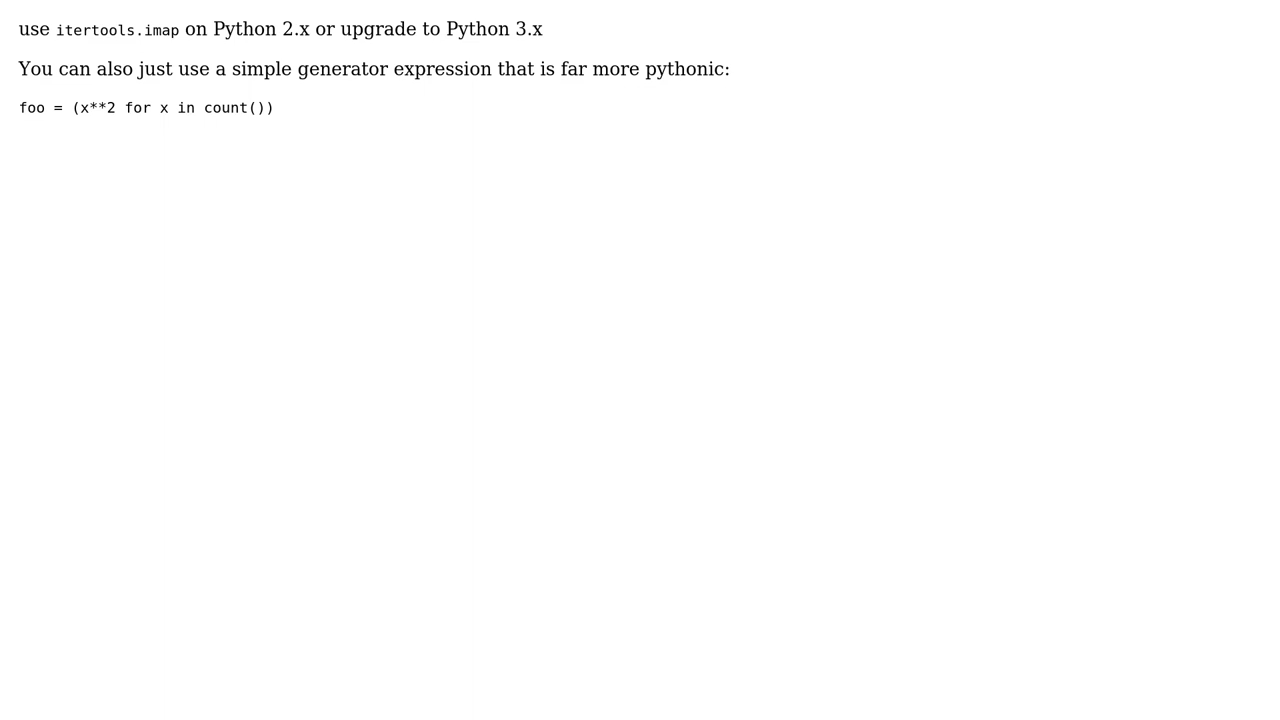 use itertools.imap on Python 2.x or upgrade to Python 3.x
You can also just use a simple generator expression that is far more pythonic:
foo = (x**2 for x in count())